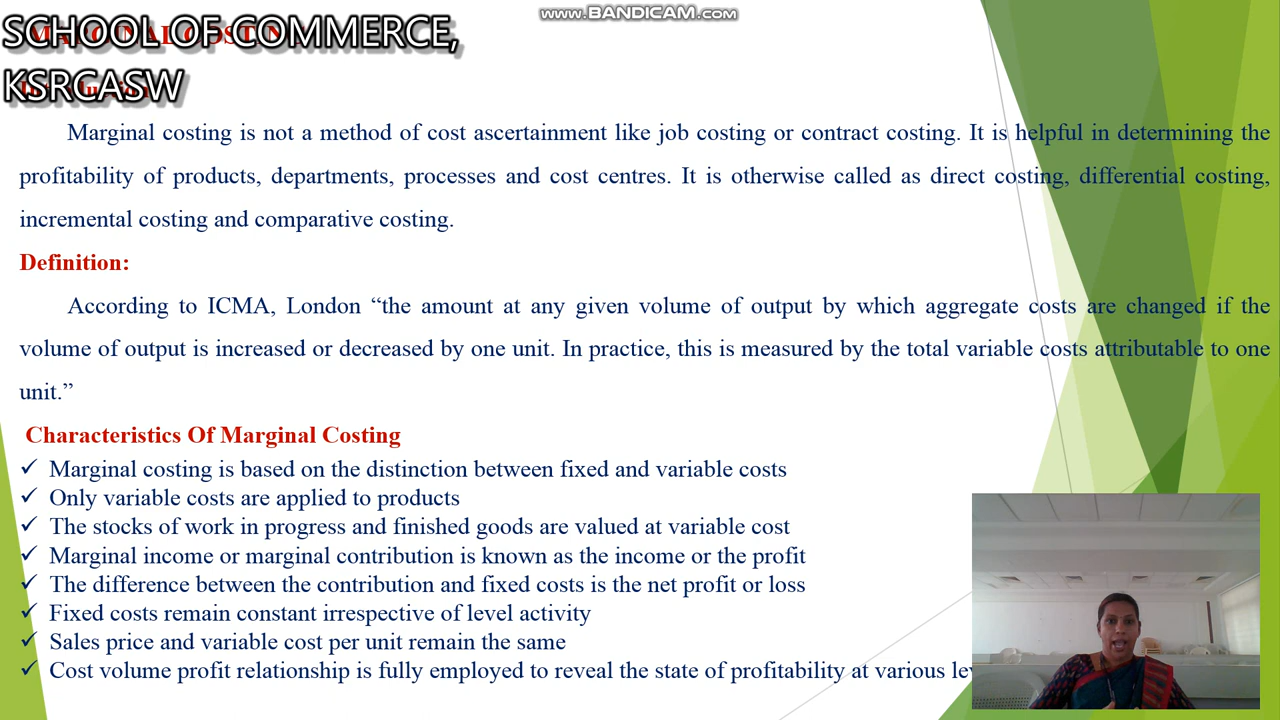 www.BANDICAM.com
SCHOOL OF COMMERCE,
KSRCASW
Marginal costing is not a method of cost ascertainment like job costing or contract costing. It is helpful in determining the
profitability of products, departments, processes and cost centres. It is otherwise called as direct costing, differential costing,
incremental costing and comparative costing.
Definition:
According to ICMA, London “the amount at any given volume of output by which aggregate costs are changed if the
volume of output is increased or decreased by one unit. In practice, this is measured by the total variable costs attributable to one
unit.”
Characteristics Of Marginal Costing
✓ Marginal costing is based on the distinction between fixed and variable costs
✓ Only variable costs are applied to products
✓ The stocks of work in progress and finished goods are valued at variable cost
✓ Marginal income or marginal contribution is known as the income or the profit
✓ The difference between the contribution and fixed costs is the net profit or loss
✓ Fixed costs remain constant irrespective of level activity
✓ Sales price and variable cost per unit remain the same
✓ Cost volume profit relationship is fully employed to reveal the state of profitability at various